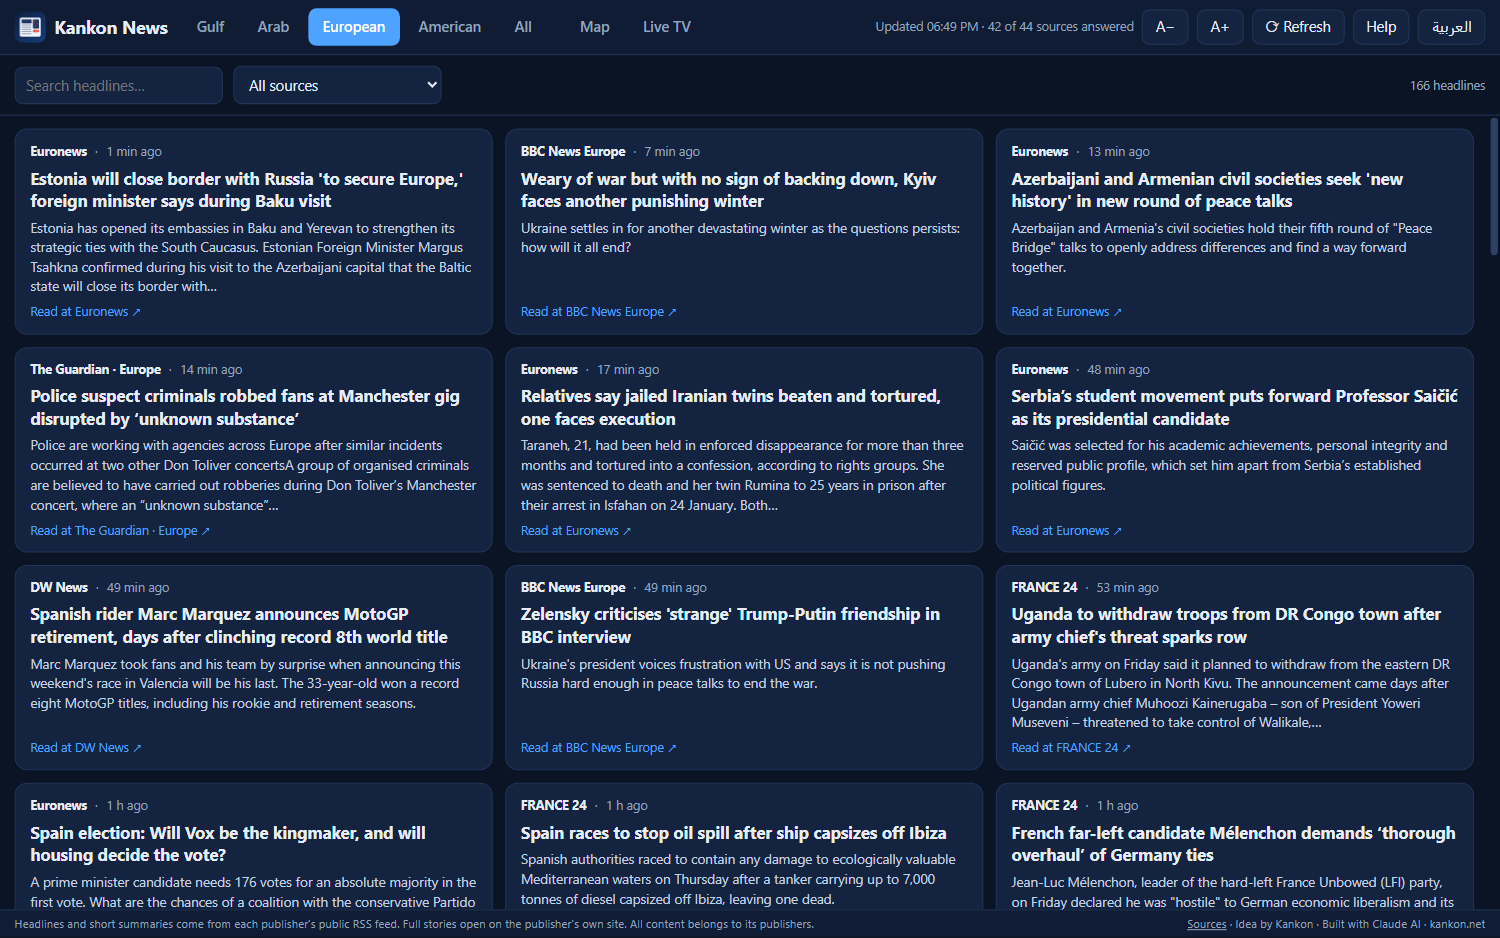 Kankon News
Gulf
Arab
European
American
All
Map
Live TV
Updated 06:49 PM · 42 of 44 sources answered
A−
A+
⟳ Refresh
Help
العربية
Search headlines...
All sources
166 headlines
Euronews · 1 min ago
Estonia will close border with Russia 'to secure Europe,'
foreign minister says during Baku visit
Estonia has opened its embassies in Baku and Yerevan to strengthen its
strategic ties with the South Caucasus. Estonian Foreign Minister Margus
Tsahkna confirmed during his visit to the Azerbaijani capital that the Baltic
state will close its border with...
Read at Euronews ↗
BBC News Europe · 7 min ago
Weary of war but with no sign of backing down, Kyiv
faces another punishing winter
Ukraine settles in for another devastating winter as the questions persists:
how will it all end?
Read at BBC News Europe ↗
Euronews · 13 min ago
Azerbaijani and Armenian civil societies seek 'new
history' in new round of peace talks
Azerbaijan and Armenia's civil societies hold their fifth round of "Peace
Bridge" talks to openly address differences and find a way forward
together.
Read at Euronews ↗
The Guardian · Europe · 14 min ago
Police suspect criminals robbed fans at Manchester gig
disrupted by ‘unknown substance’
Police are working with agencies across Europe after similar incidents
occurred at two other Don Toliver concertsA group of organised criminals
are believed to have carried out robberies during Don Toliver’s Manchester
concert, where an “unknown substance”...
Read at The Guardian · Europe ↗
Euronews · 17 min ago
Relatives say jailed Iranian twins beaten and tortured,
one faces execution
Taraneh, 21, had been held in enforced disappearance for more than three
months and tortured into a confession, according to rights groups. She
was sentenced to death and her twin Rumina to 25 years in prison after
their arrest in Isfahan on 24 January. Both...
Read at Euronews ↗
Euronews · 48 min ago
Serbia’s student movement puts forward Professor Saičić
as its presidential candidate
Saičić was selected for his academic achievements, personal integrity and
reserved public profile, which set him apart from Serbia’s established
political figures.
Read at Euronews ↗
DW News · 49 min ago
Spanish rider Marc Marquez announces MotoGP
retirement, days after clinching record 8th world title
Marc Marquez took fans and his team by surprise when announcing this
weekend's race in Valencia will be his last. The 33-year-old won a record
eight MotoGP titles, including his rookie and retirement seasons.
Read at DW News ↗
BBC News Europe · 49 min ago
Zelensky criticises 'strange' Trump-Putin friendship in
BBC interview
Ukraine's president voices frustration with US and says it is not pushing
Russia hard enough in peace talks to end the war.
Read at BBC News Europe ↗
FRANCE 24 · 53 min ago
Uganda to withdraw troops from DR Congo town after
army chief's threat sparks row
Uganda's army on Friday said it planned to withdraw from the eastern DR
Congo town of Lubero in North Kivu. The announcement came days after
Ugandan army chief Muhoozi Kainerugaba – son of President Yoweri
Museveni – threatened to take control of Walikale,...
Read at FRANCE 24 ↗
Euronews · 1 h ago
Spain election: Will Vox be the kingmaker, and will
housing decide the vote?
A prime minister candidate needs 176 votes for an absolute majority in the
first vote. What are the chances of a coalition with the conservative Partido
FRANCE 24 · 1 h ago
Spain races to stop oil spill after ship capsizes off Ibiza
Spanish authorities raced to contain any damage to ecologically valuable
Mediterranean waters on Thursday after a tanker carrying up to 7,000
tonnes of diesel capsized off Ibiza, leaving one dead.
FRANCE 24 · 1 h ago
French far-left candidate Mélenchon demands ‘thorough
overhaul’ of Germany ties
Jean-Luc Mélenchon, leader of the hard-left France Unbowed (LFI) party,
on Friday declared he was "hostile" to German economic liberalism and its
Headlines and short summaries come from each publisher's public RSS feed. Full stories open on the publisher's own site. All content belongs to its publishers.
Sources · Idea by Kankon · Built with Claude AI · kankon.net